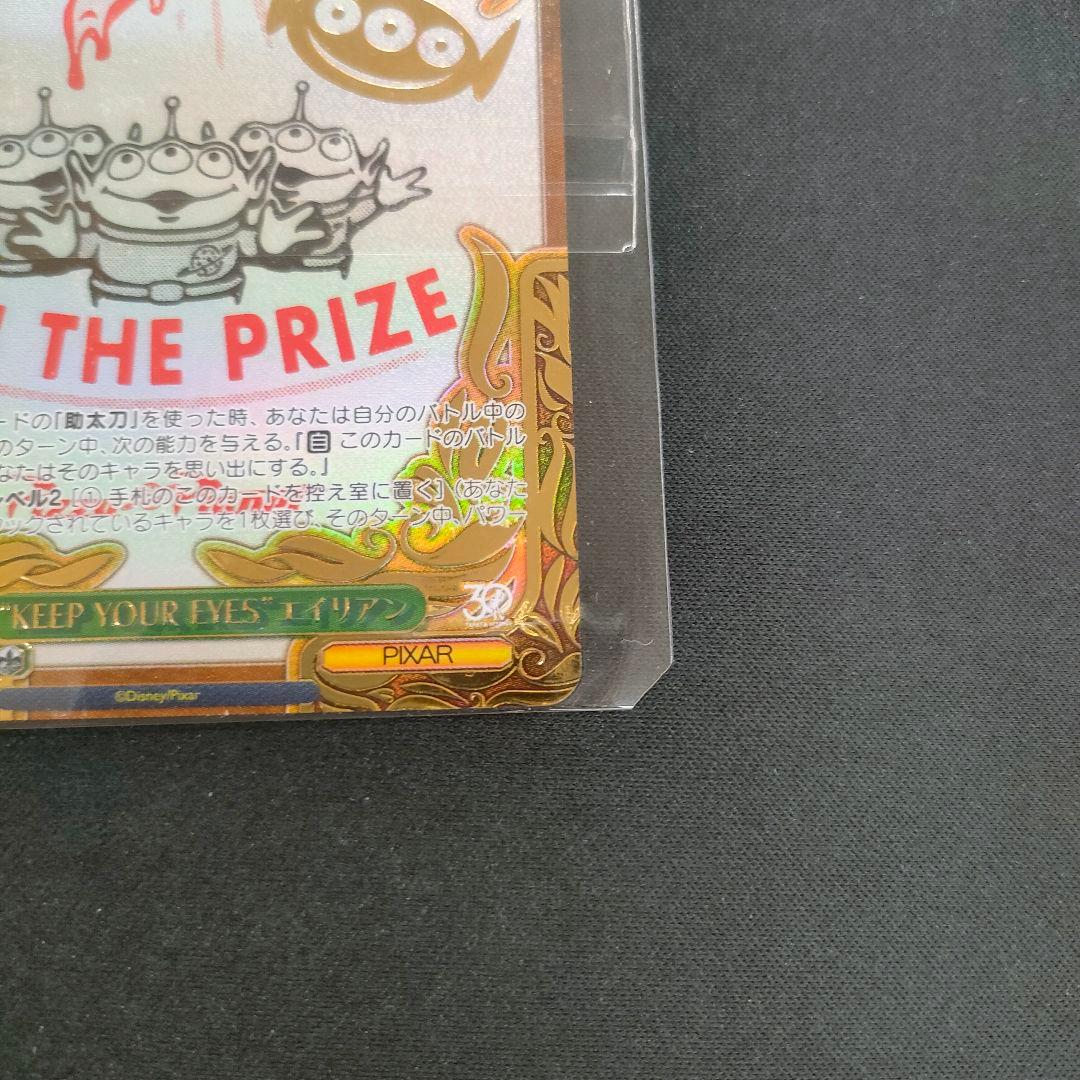 THE PRIZE
ードの「助太刀」を使った時、あなたは自分のバトル中の
のターン中、次の能力を与える。『自 このカードのバトル
なたはそのキャラを思い出にする。』
ベル2 [① 手札のこのカードを控え室に置く] (あなた
ックされているキャラを1枚選び、そのターン中、パワー
"KEEP YOUR EYES" エイリアン
30
PIXAR
©Disney/Pixar